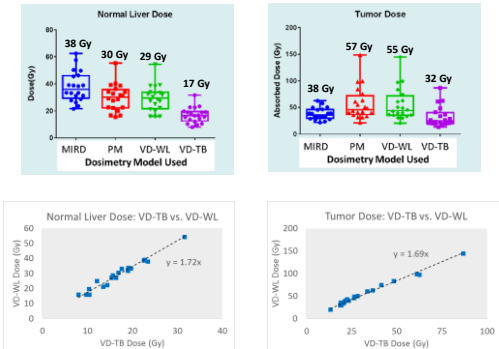 Normal Liver Dose
38 Gy
30 Gy
29 Gy
17 Gy
Dose(Gy)
80
60
40
20
0
MIRD PM VD-WL VD-TB
Dosimetry Model Used
Tumor Dose
57 Gy
55 Gy
38 Gy
32 Gy
Absorbed Dose (Gy)
200
150
100
50
0
MIRD PM VD-WL VD-TB
Dosimetry Model Used
Normal Liver Dose: VD-TB vs. VD-WL
VD-WL Dose (Gy)
60
50
40
30
20
10
0
y = 1.72x
0 20 40
VD-TB Dose (Gy)
Tumor Dose: VD-TB vs. VD-WL
VD-WL Dose (Gy)
200
150
100
50
0
y = 1.69x
0 25 50 75 100
VD-TB Dose (Gy)